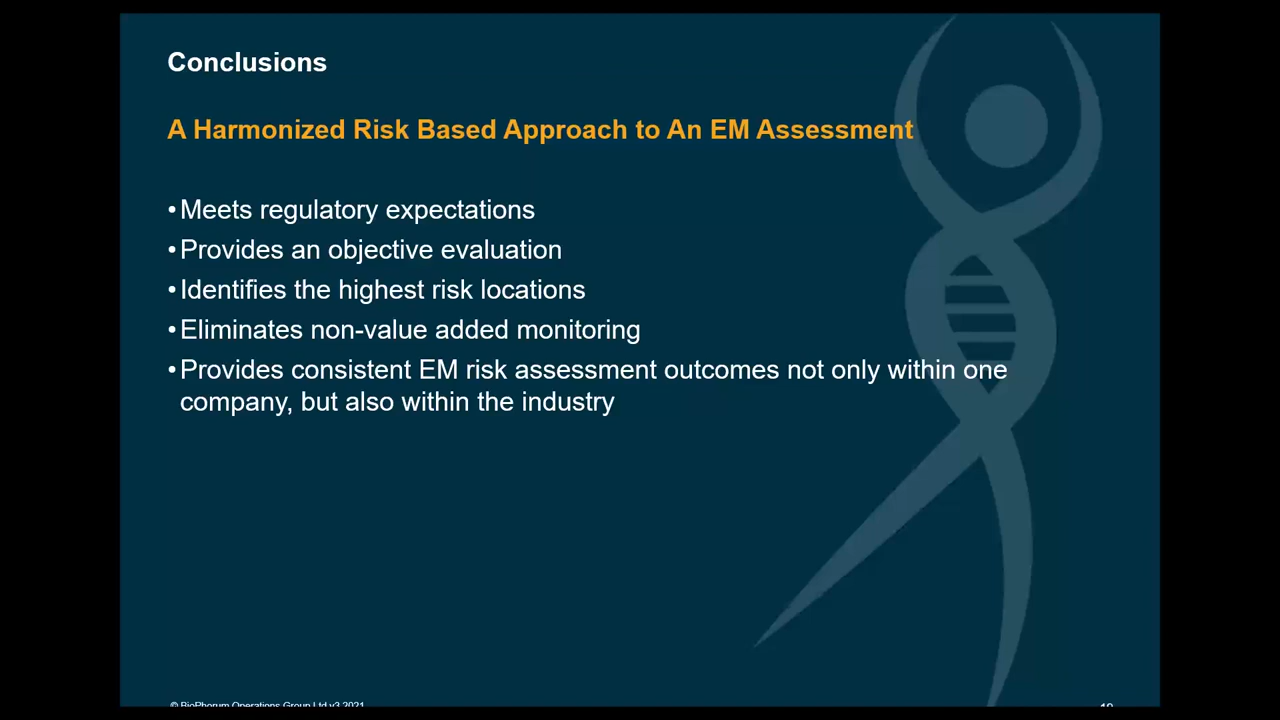 Conclusions
A Harmonized Risk Based Approach to An EM Assessment
•Meets regulatory expectations
•Provides an objective evaluation
•Identifies the highest risk locations
•Eliminates non-value added monitoring
•Provides consistent EM risk assessment outcomes not only within one
company, but also within the industry
© BioPhorum Operations Group Ltd v3 2021